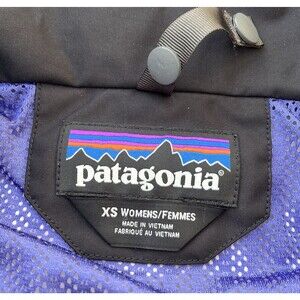 patagonia®
XS WOMENS/FEMMES
MADE IN VIETNAM
FABRIQUÉ AU VIETNAM